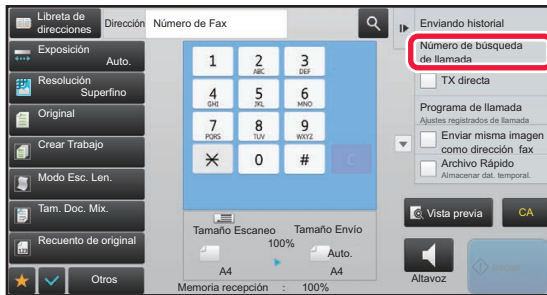 Libreta de
direcciones
Dirección
Número de Fax
Exposición
Auto.
Resolución
Superfino
Original
Crear Trabajo
Modo Esc. Len.
Tam. Doc. Mix.
Recuento de original
Otros
1
2
ABC
3
DEF
4
GHI
5
JKL
6
MNO
7
PQRS
8
TUV
9
WXYZ
0
#
C
Tamaño Escaneo
Tamaño Envío
100%
Auto.
A4
A4
Memoria recepción : 100%
Enviando historial
Número de búsqueda
de llamada
TX directa
Programa de llamada
Ajustes registrados de llamada
Enviar misma imagen
como dirección fax
Archivo Rápido
Almacenar dat. temporal.
Vista previa
CA
Altavoz